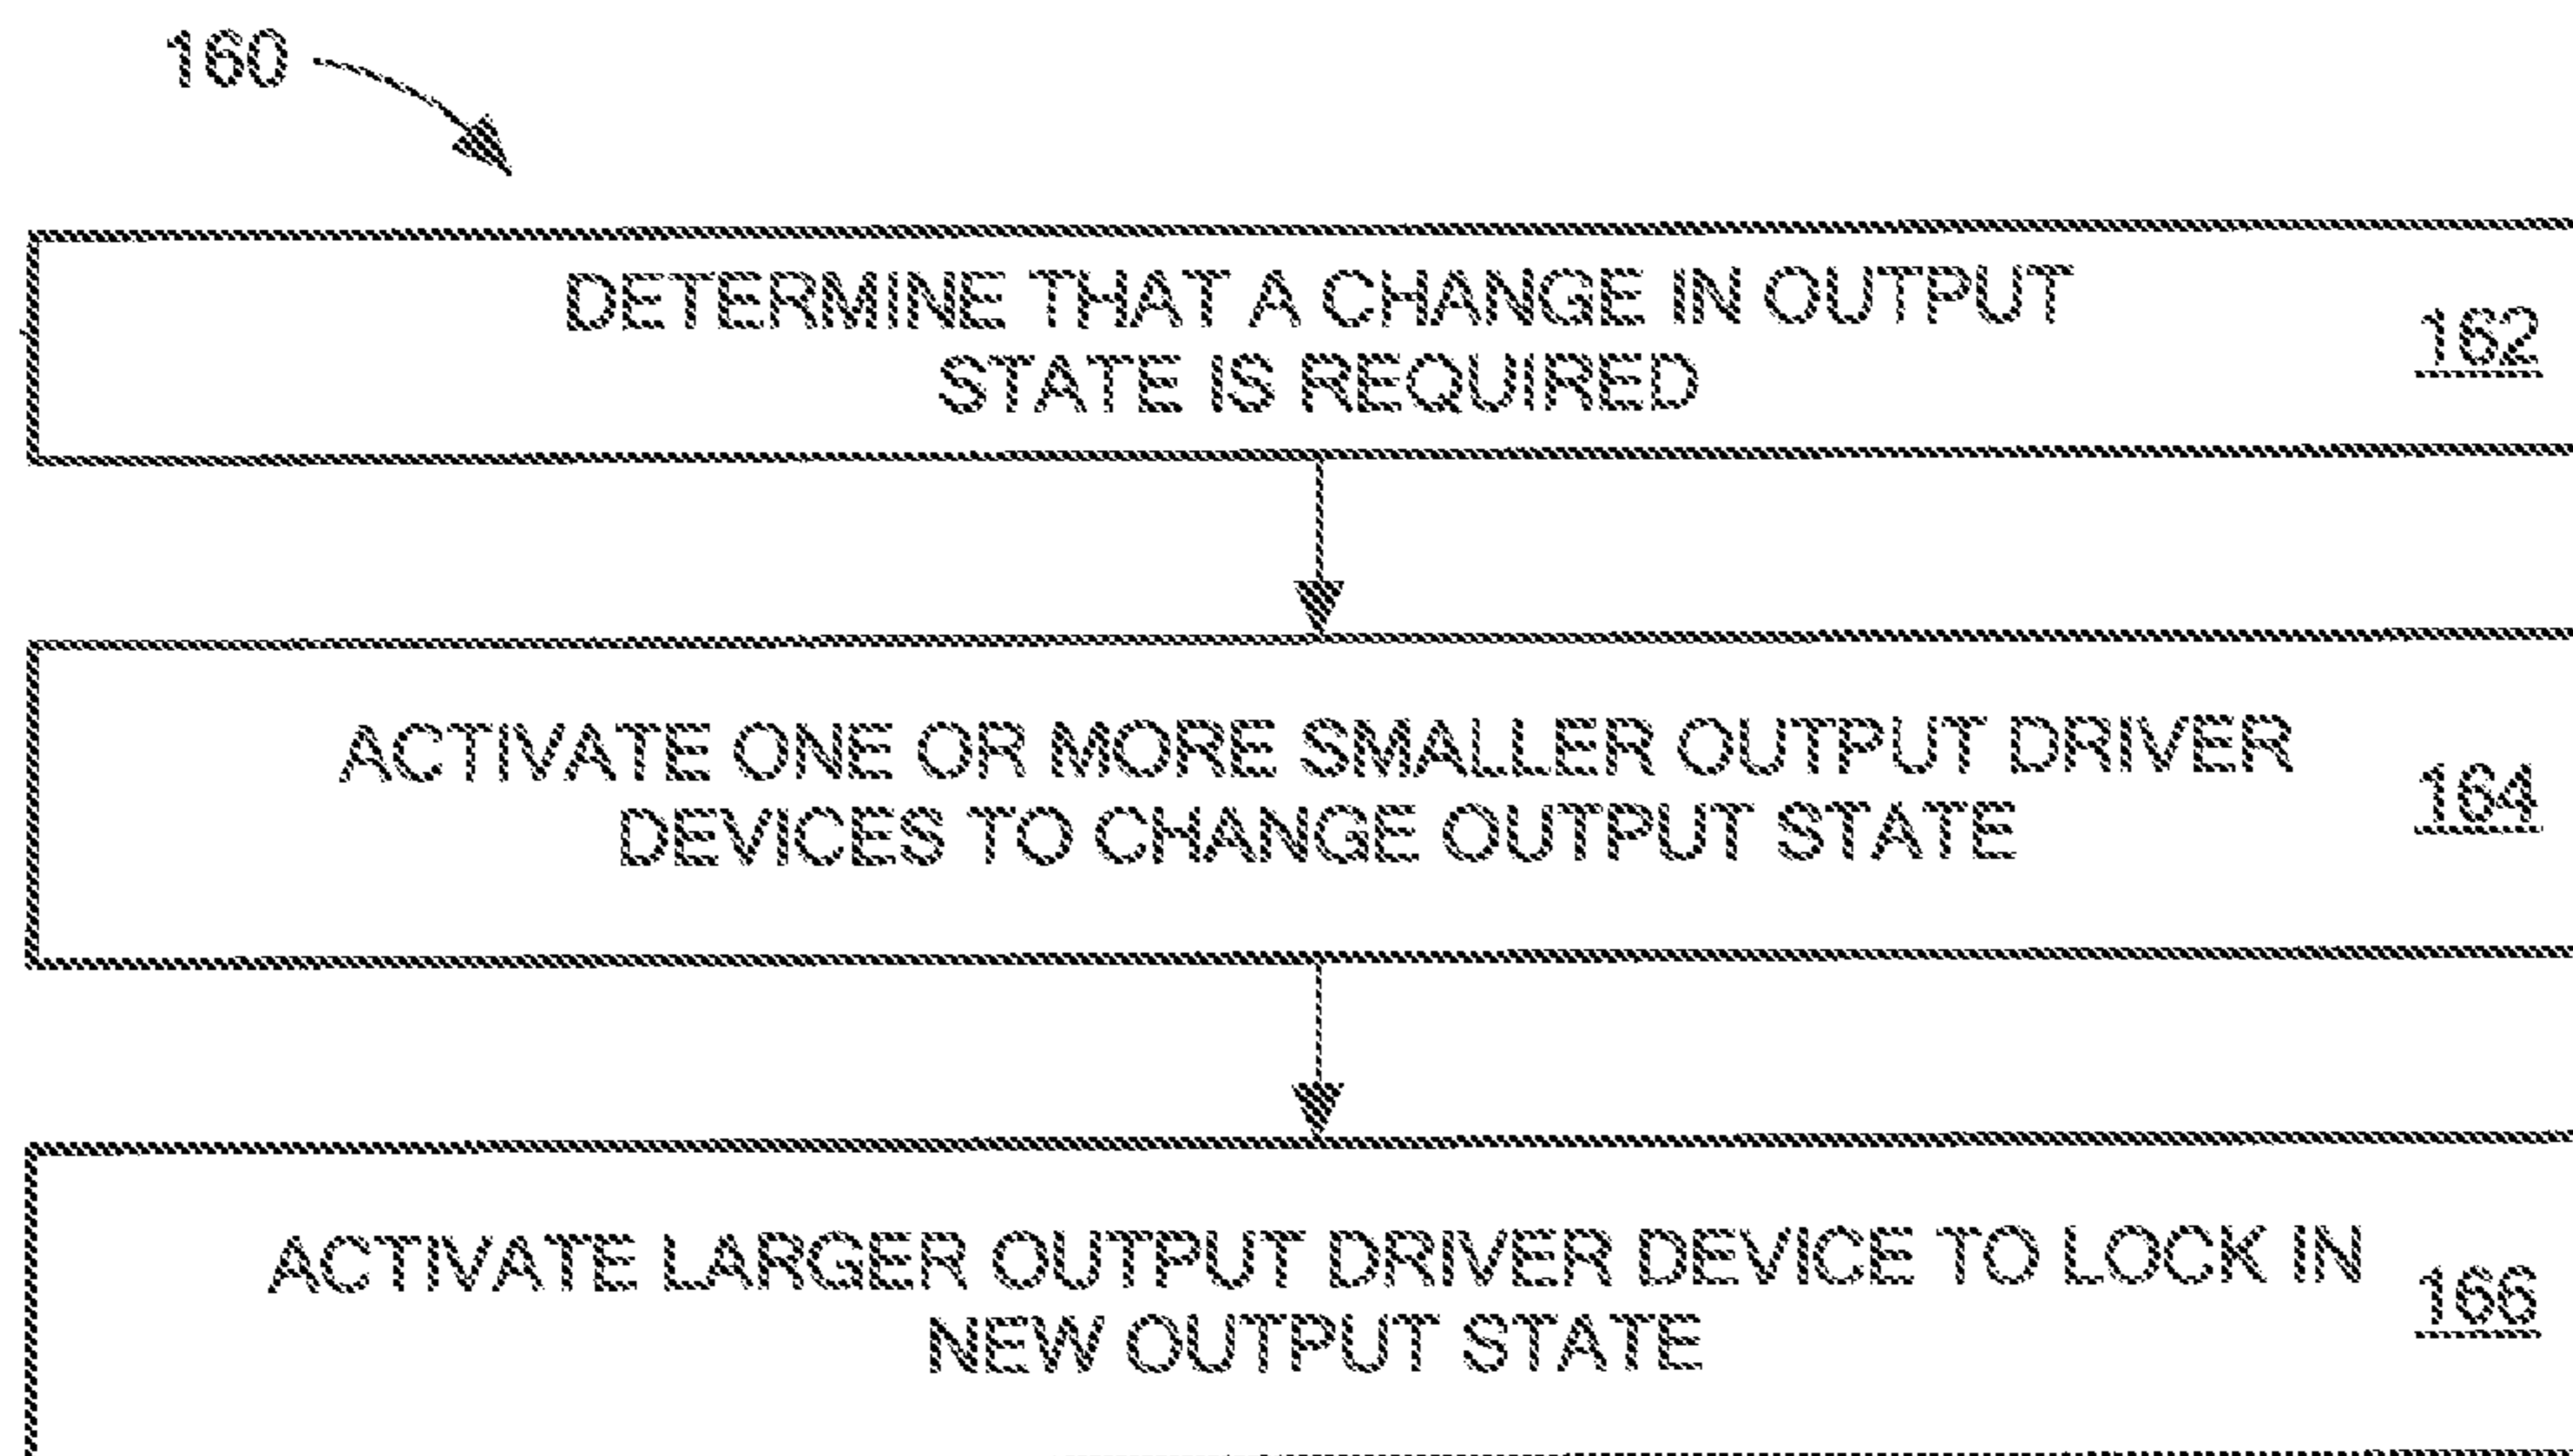 160
DETERMINE THAT A CHANGE IN OUTPUT
STATE IS REQUIRED
162
ACTIVATE ONE OR MORE SMALLER OUTPUT DRIVER
DEVICES TO CHANGE OUTPUT STATE
164
ACTIVATE LARGER OUTPUT DRIVER DEVICE TO LOCK IN
NEW OUTPUT STATE
166